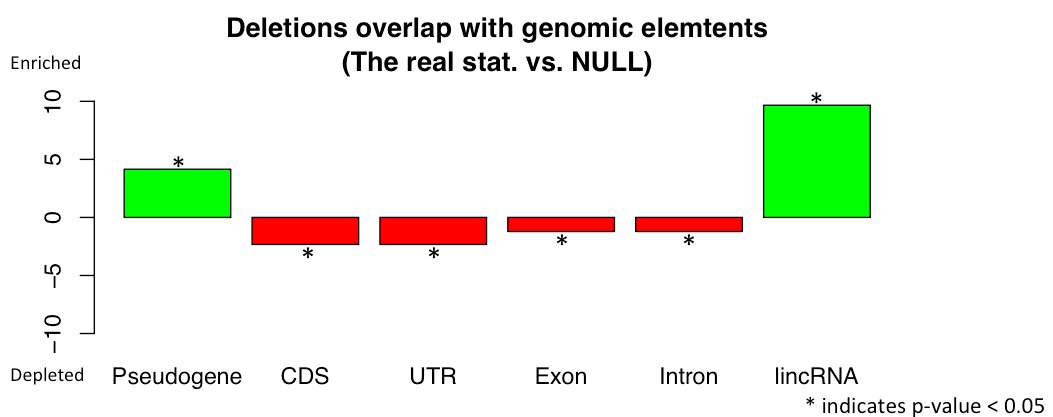 Deletions overlap with genomic elemtents
(The real stat. vs. NULL)
Enriched
10
5
0
−5
−10
*
*
*
*
*
*
Depleted
Pseudogene CDS UTR Exon Intron lincRNA
* indicates p-value < 0.05